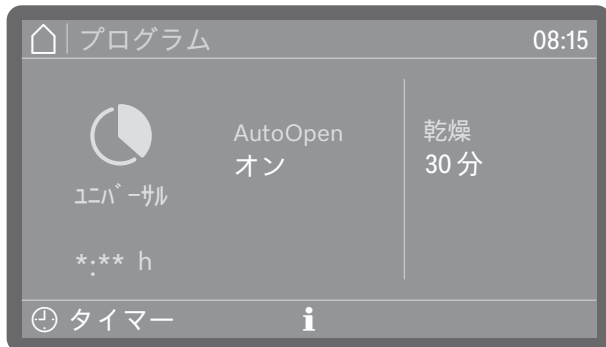 プログラム 08:15
AutoOpen
オン
乾燥
30 分
ユニバーサル
*:** h
タイマー i